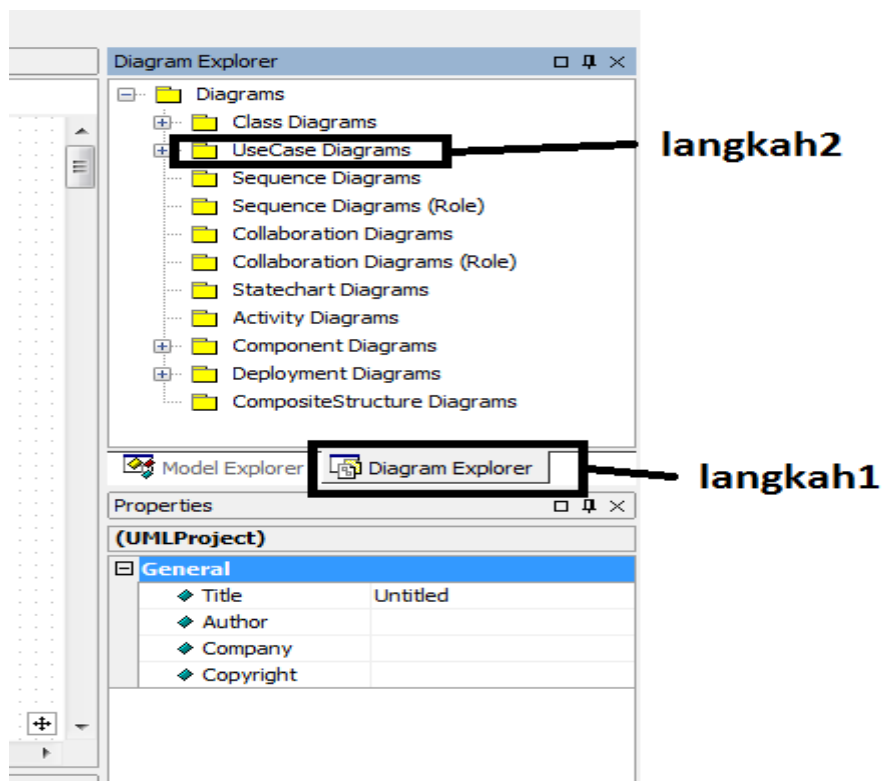 Diagram Explorer
Diagrams
Class Diagrams
UseCase Diagrams
langkah2
Sequence Diagrams
Sequence Diagrams (Role)
Collaboration Diagrams
Collaboration Diagrams (Role)
Statechart Diagrams
Activity Diagrams
Component Diagrams
Deployment Diagrams
CompositeStructure Diagrams
Model Explorer Diagram Explorer
langkah1
Properties
(UMLProject)
General
Title Untitled
Author
Company
Copyright